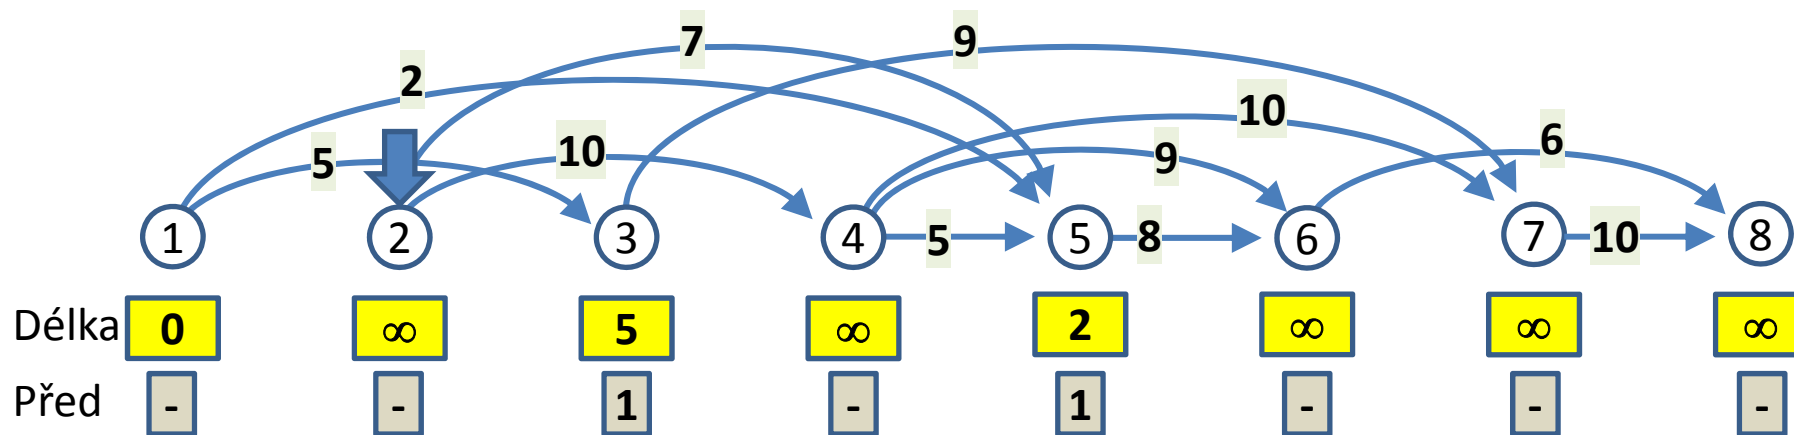 7 9
2 10
5 10 9 6
1 2 3 4 5 5 8 6 7 10 8
Délka 0 ∞ 5 ∞ 2 ∞ ∞ ∞
Před - - 1 - 1 - - -